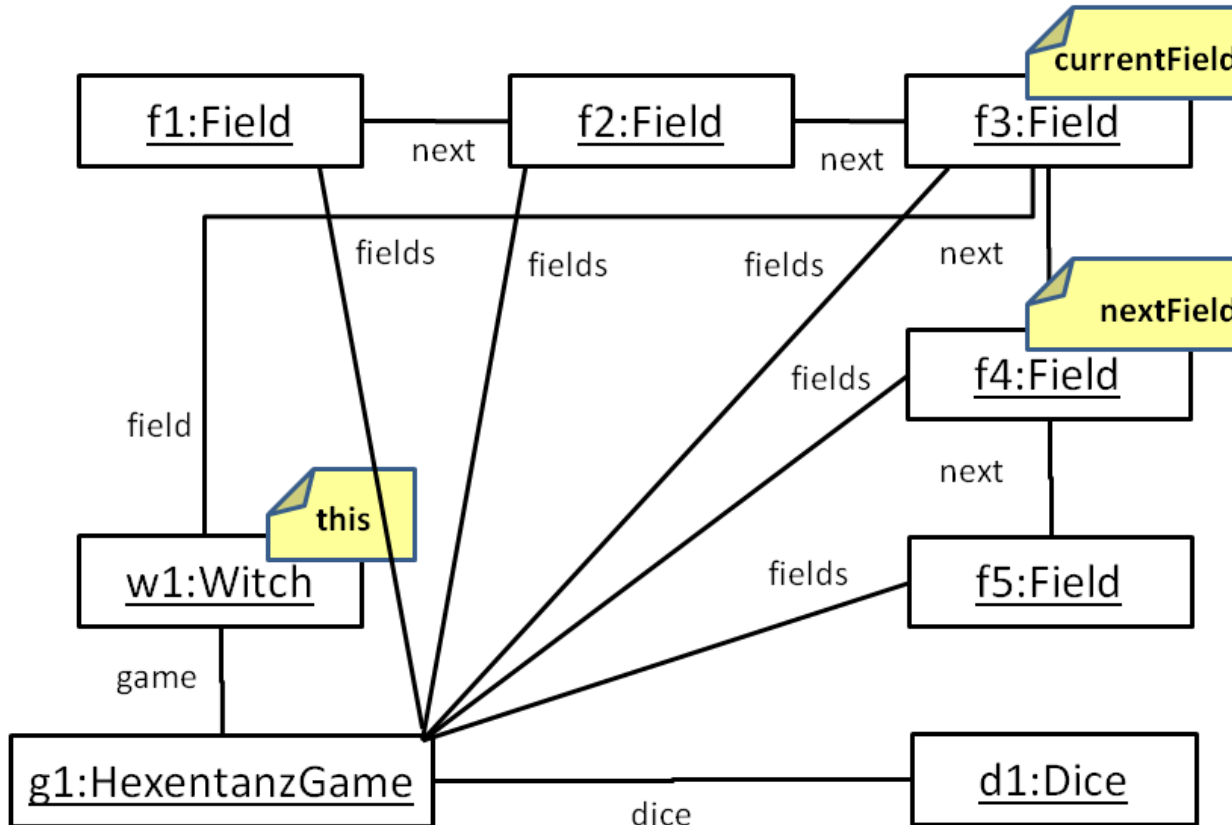 currentField
f1:Field
f2:Field
f3:Field
next
next
fields
fields
fields
next
nextField
f4:Field
fields
field
next
this
w1:Witch
fields
f5:Field
game
g1:HexentanzGame
d1:Dice
dice